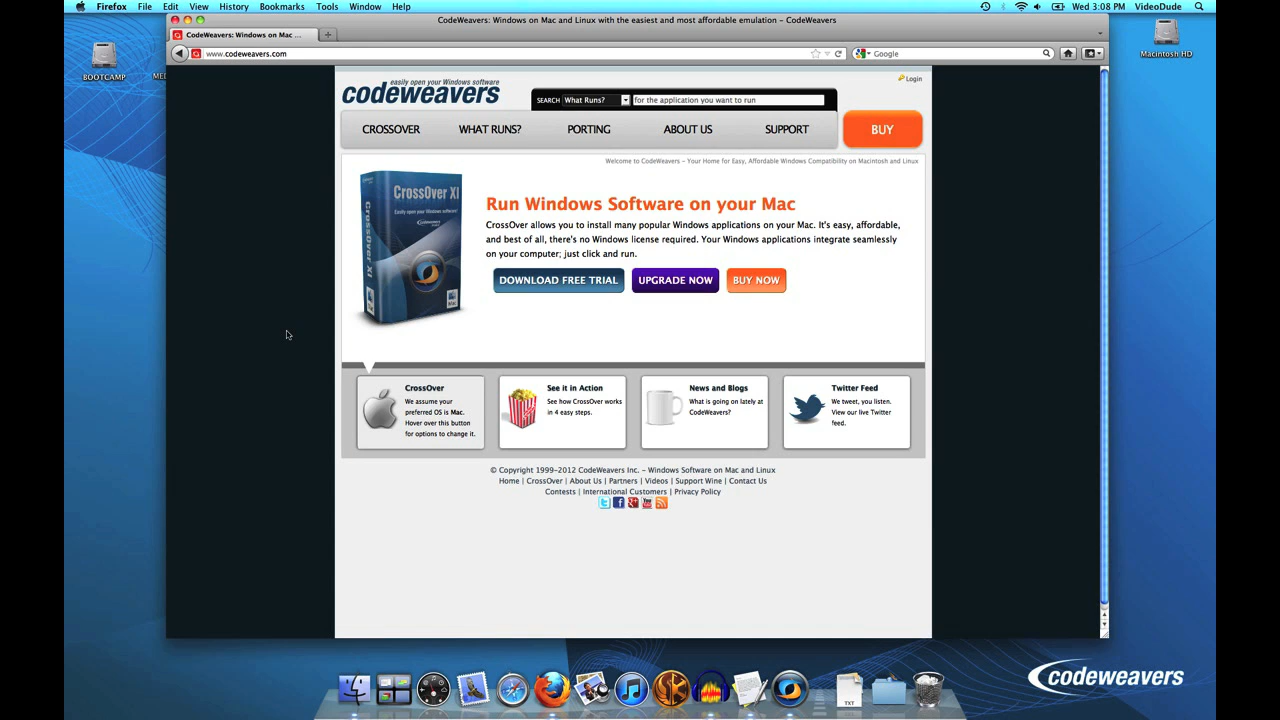 Firefox File Edit View History Bookmarks Tools Window Help Wed 3:08 PM VideoDude
CodeWeavers: Windows on Mac and Linux with the easiest and most affordable emulation – CodeWeavers
CodeWeavers: Windows on Mac ...
www.codeweavers.com
Google
BOOTCAMP
Macintosh HD
Login
easily open your Windows software
codeweavers
SEARCH What Runs? for the application you want to run
CROSSOVER WHAT RUNS? PORTING ABOUT US SUPPORT BUY
Welcome to CodeWeavers – Your Home for Easy, Affordable Windows Compatibility on Macintosh and Linux
CrossOver XI
Easily open your Windows software!
CrossOver XI
Mac
Run Windows Software on your Mac
CrossOver allows you to install many popular Windows applications on your Mac. It's easy, affordable,
and best of all, there's no Windows license required. Your Windows applications integrate seamlessly
on your computer; just click and run.
DOWNLOAD FREE TRIAL UPGRADE NOW BUY NOW
CrossOver
We assume your
preferred OS is Mac.
Hover over this button
for options to change it.
See it in Action
See how CrossOver works
in 4 easy steps.
News and Blogs
What is going on lately at
CodeWeavers?
Twitter Feed
We tweet, you listen.
View our live Twitter
feed.
© Copyright 1999–2012 CodeWeavers Inc. – Windows Software on Mac and Linux
Home | CrossOver | About Us | Partners | Videos | Support Wine | Contact Us
Contests | International Customers | Privacy Policy
TXT
codeweavers